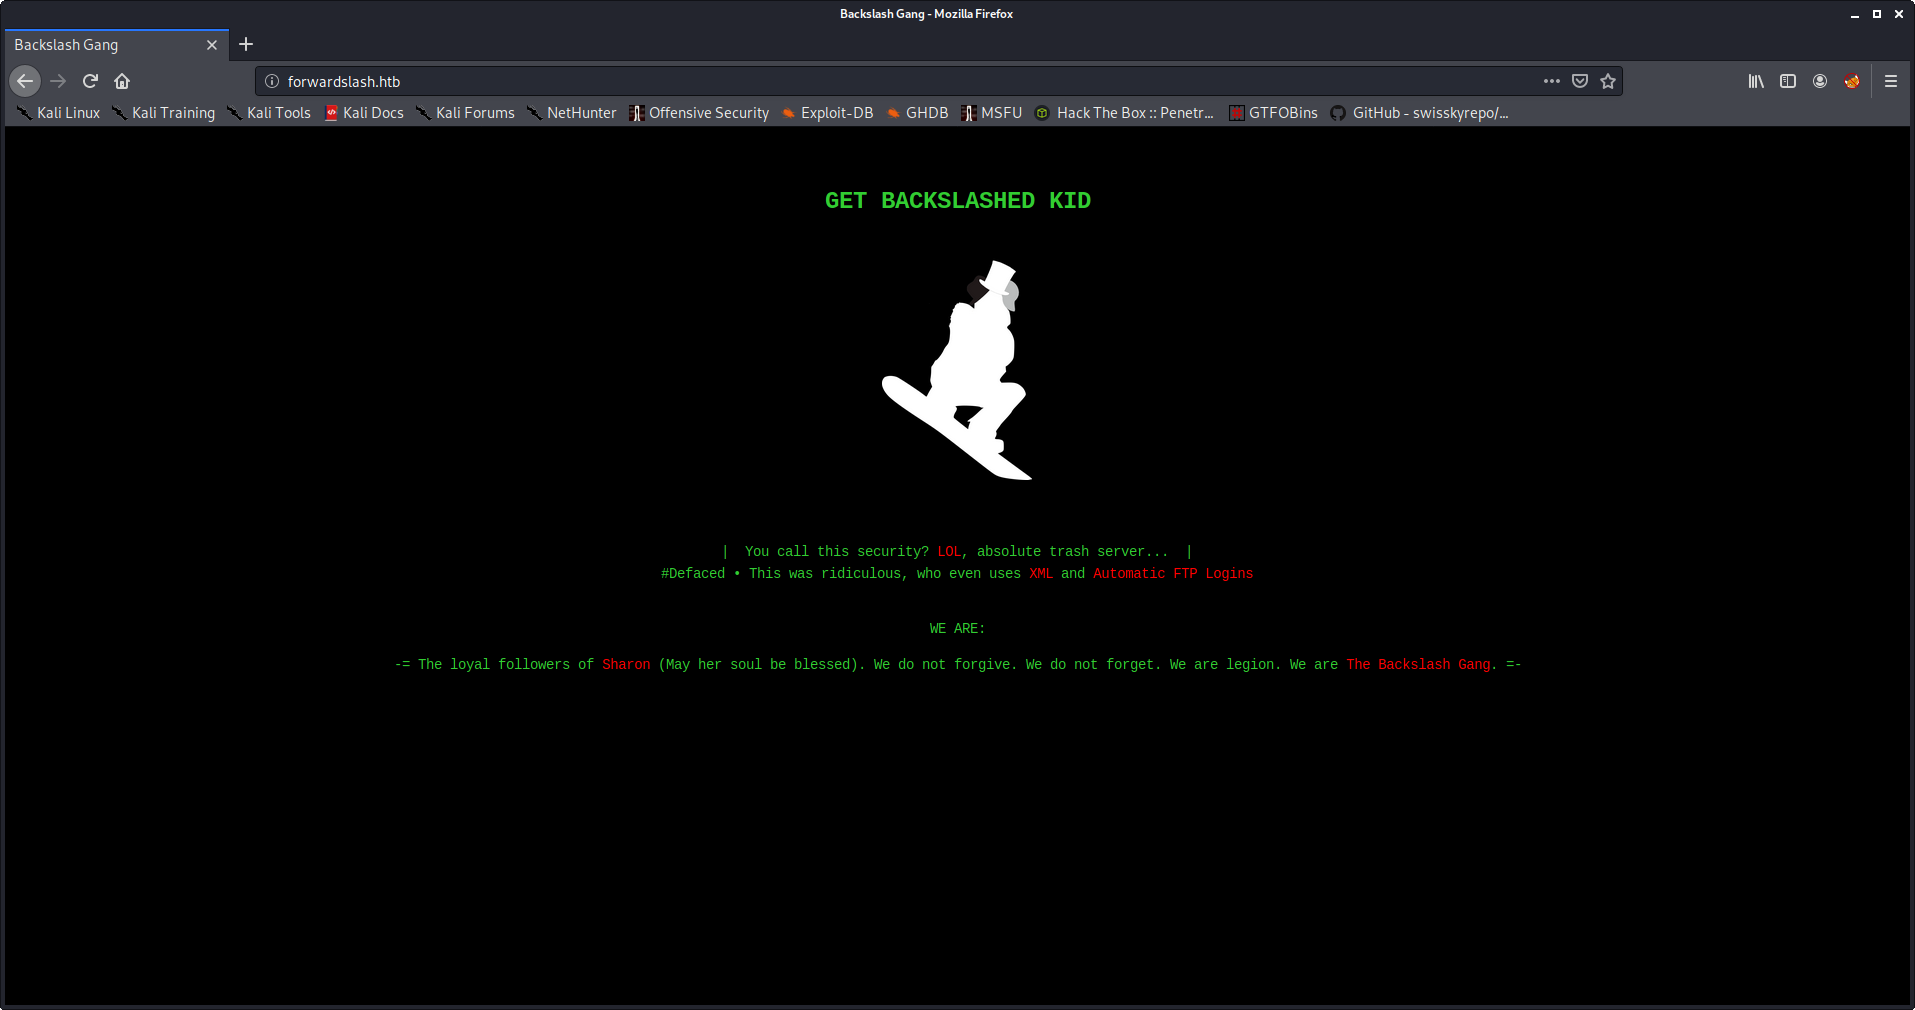 Backslash Gang - Mozilla Firefox
Backslash Gang
forwardslash.htb
Kali Linux Kali Training Kali Tools Kali Docs Kali Forums NetHunter Offensive Security Exploit-DB GHDB MSFU Hack The Box :: Penetr... GTFOBins GitHub - swisskyrepo/...
GET BACKSLASHED KID
| You call this security? LOL, absolute trash server... |
#Defaced • This was ridiculous, who even uses XML and Automatic FTP Logins
WE ARE:
-= The loyal followers of Sharon (May her soul be blessed). We do not forgive. We do not forget. We are legion. We are The Backslash Gang. =-